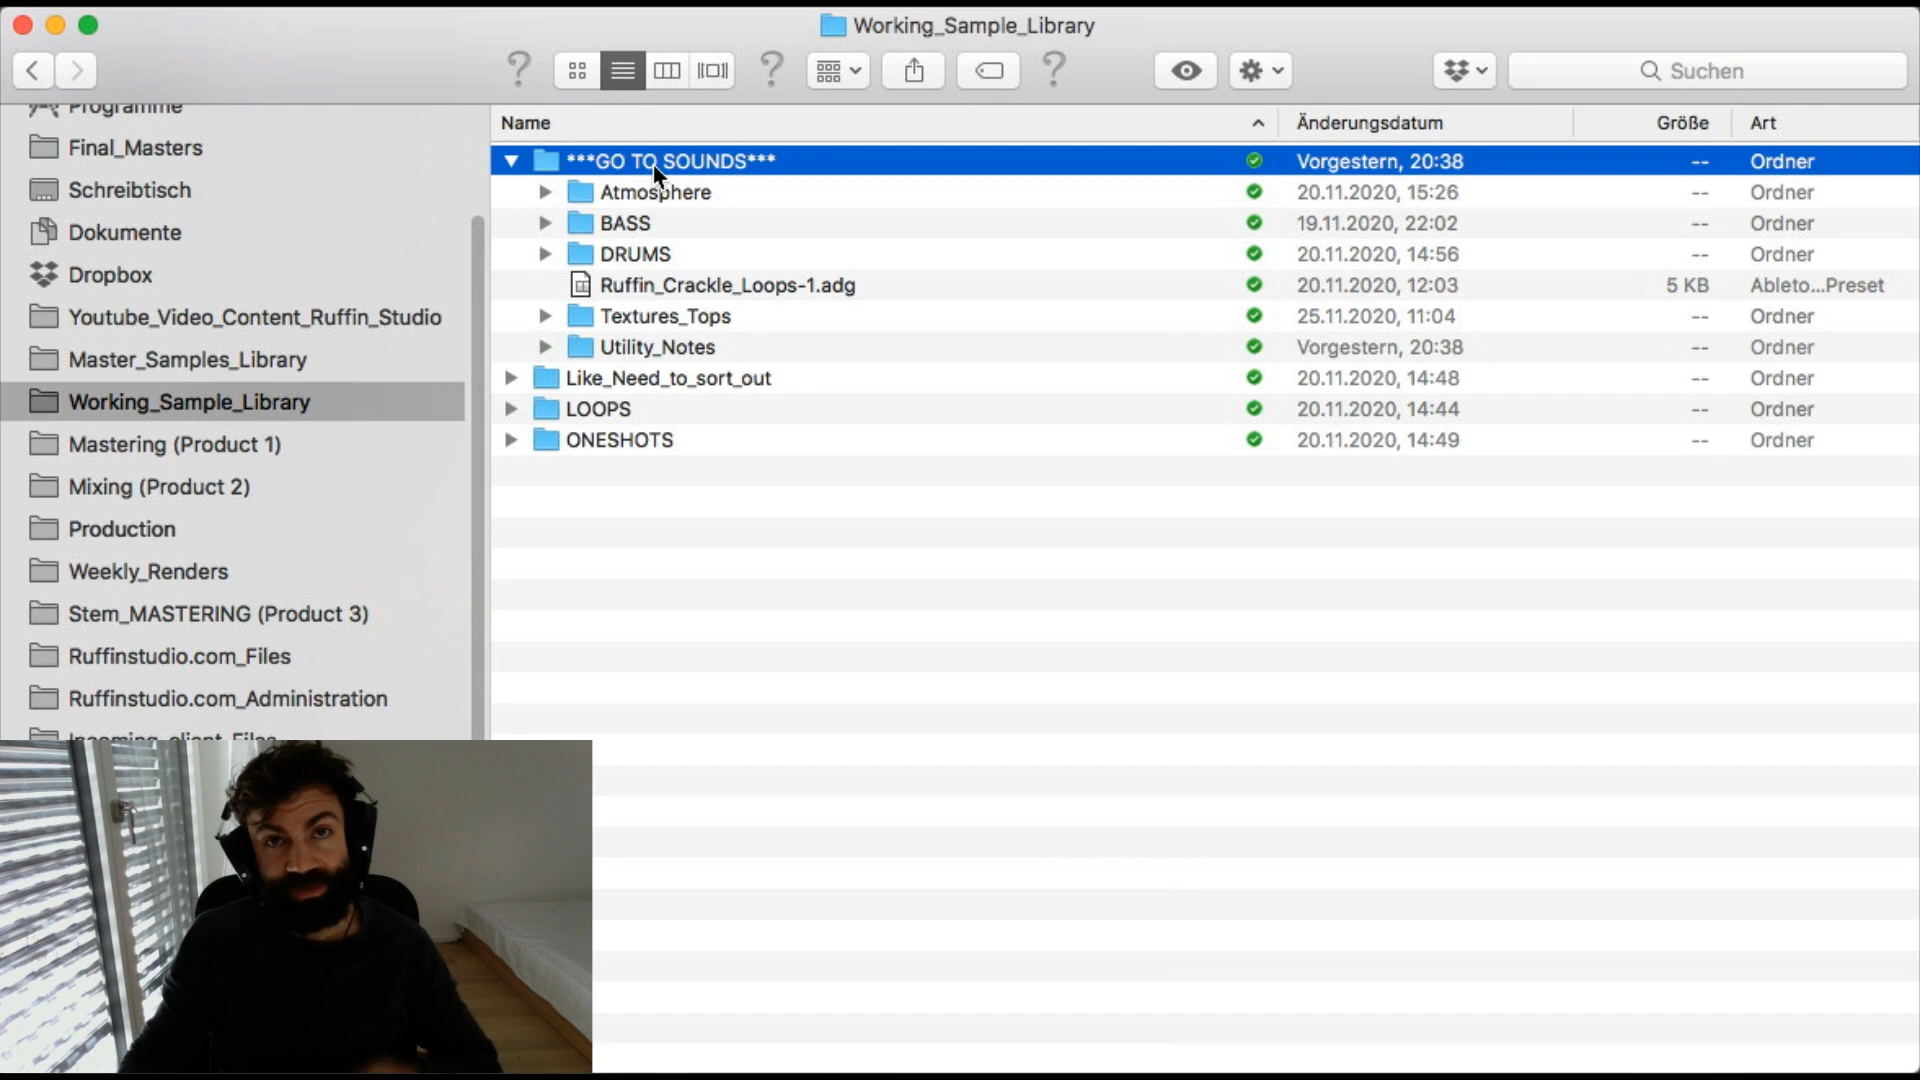 Working_Sample_Library
Suchen
Programme
Final_Masters
Schreibtisch
Dokumente
Dropbox
Youtube_Video_Content_Ruffin_Studio
Master_Samples_Library
Working_Sample_Library
Mastering (Product 1)
Mixing (Product 2)
Production
Weekly_Renders
Stem_MASTERING (Product 3)
Ruffinstudio.com_Files
Ruffinstudio.com_Administration
Incoming_client_Files
Name Änderungsdatum Größe Art
***GO TO SOUNDS*** Vorgestern, 20:38 -- Ordner
Atmosphere 20.11.2020, 15:26 -- Ordner
BASS 19.11.2020, 22:02 -- Ordner
DRUMS 20.11.2020, 14:56 -- Ordner
Ruffin_Crackle_Loops-1.adg 20.11.2020, 12:03 5 KB Ableto...Preset
Textures_Tops 25.11.2020, 11:04 -- Ordner
Utility_Notes Vorgestern, 20:38 -- Ordner
Like_Need_to_sort_out 20.11.2020, 14:48 -- Ordner
LOOPS 20.11.2020, 14:44 -- Ordner
ONESHOTS 20.11.2020, 14:49 -- Ordner